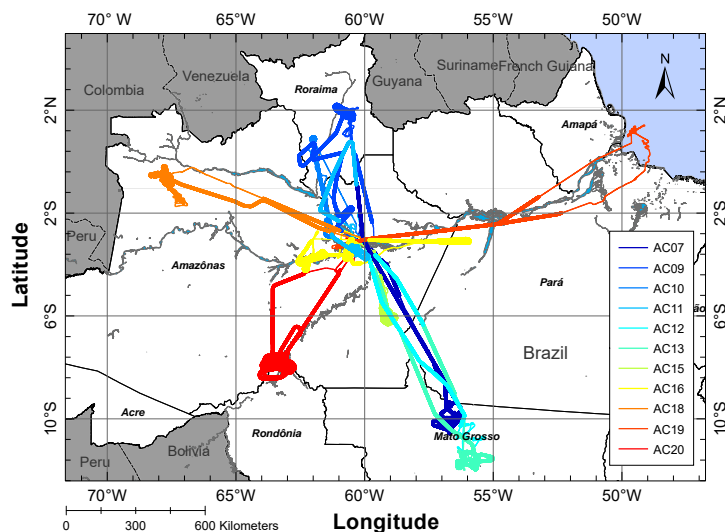 70°W 65°W 60°W 55°W 50°W
Colombia
Venezuela
Roraima
Guyana
Suriname
French Guiana
N
Amapá
2°N 2°N
2°S 2°S
Peru
Amazônas
Pará
6°S 6°S
Brazil
10°S 10°S
Acre
Rondônia
Mato Grosso
Peru
Bolivia
ão
Latitude
Latitude
AC07
AC09
AC10
AC11
AC12
AC13
AC15
AC16
AC18
AC19
AC20
70°W 65°W 60°W 55°W 50°W
0 300 600 Kilometers
Longitude